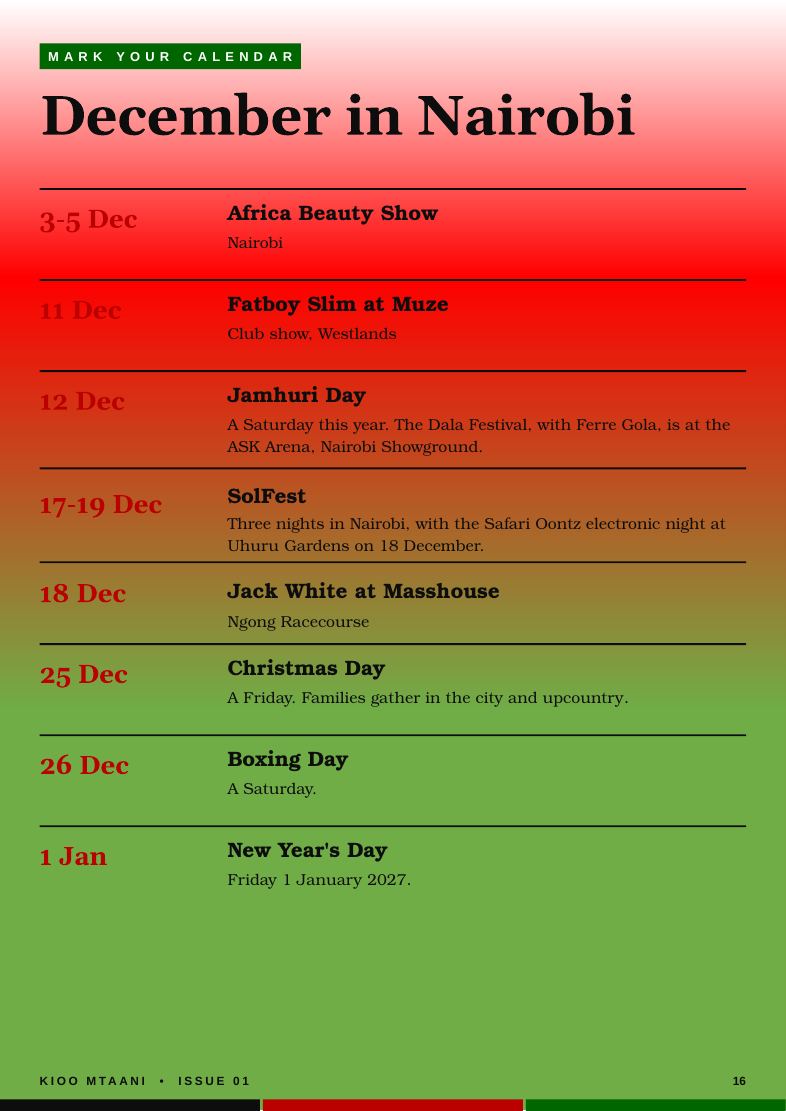 MARK YOUR CALENDAR
December in Nairobi
3-5 Dec
Africa Beauty Show
Nairobi
11 Dec
Fatboy Slim at Muze
Club show, Westlands
12 Dec
Jamhuri Day
A Saturday this year. The Dala Festival, with Ferre Gola, is at the
ASK Arena, Nairobi Showground.
17-19 Dec
SolFest
Three nights in Nairobi, with the Safari Oontz electronic night at
Uhuru Gardens on 18 December.
18 Dec
Jack White at Masshouse
Ngong Racecourse
25 Dec
Christmas Day
A Friday. Families gather in the city and upcountry.
26 Dec
Boxing Day
A Saturday.
1 Jan
New Year's Day
Friday 1 January 2027.
KIOO MTAANI • ISSUE 01
16